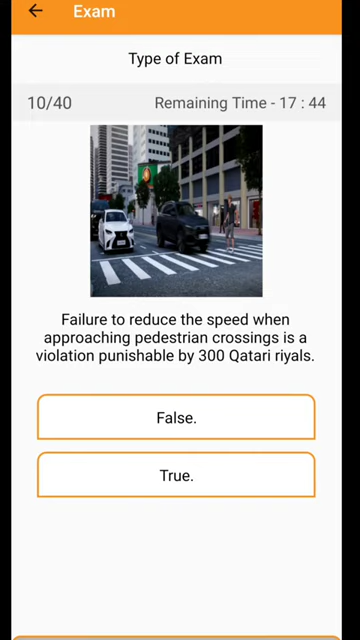 Exam
Type of Exam
10/40
Remaining Time - 17 : 44
Failure to reduce the speed when
approaching pedestrian crossings is a
violation punishable by 300 Qatari riyals.
False.
True.